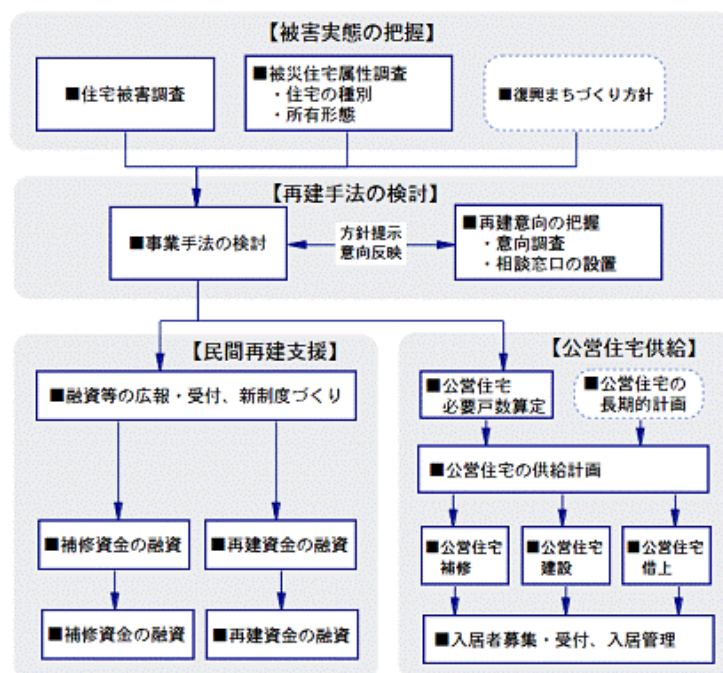 【被害実態の把握】
■住宅被害調査
■被災住宅属性調査
・住宅の種別
・所有形態
■復興まちづくり方針
【再建手法の検討】
■事業手法の検討
方針提示
意向反映
■再建意向の把握
・意向調査
・相談窓口の設置
【民間再建支援】
■融資等の広報・受付、新制度づくり
■補修資金の融資
■再建資金の融資
■補修資金の融資
■再建資金の融資
【公営住宅供給】
■公営住宅
必要戸数算定
■公営住宅の
長期的計画
■公営住宅の供給計画
■公営住宅
補修
■公営住宅
建設
■公営住宅
借上
■入居者募集・受付、入居管理